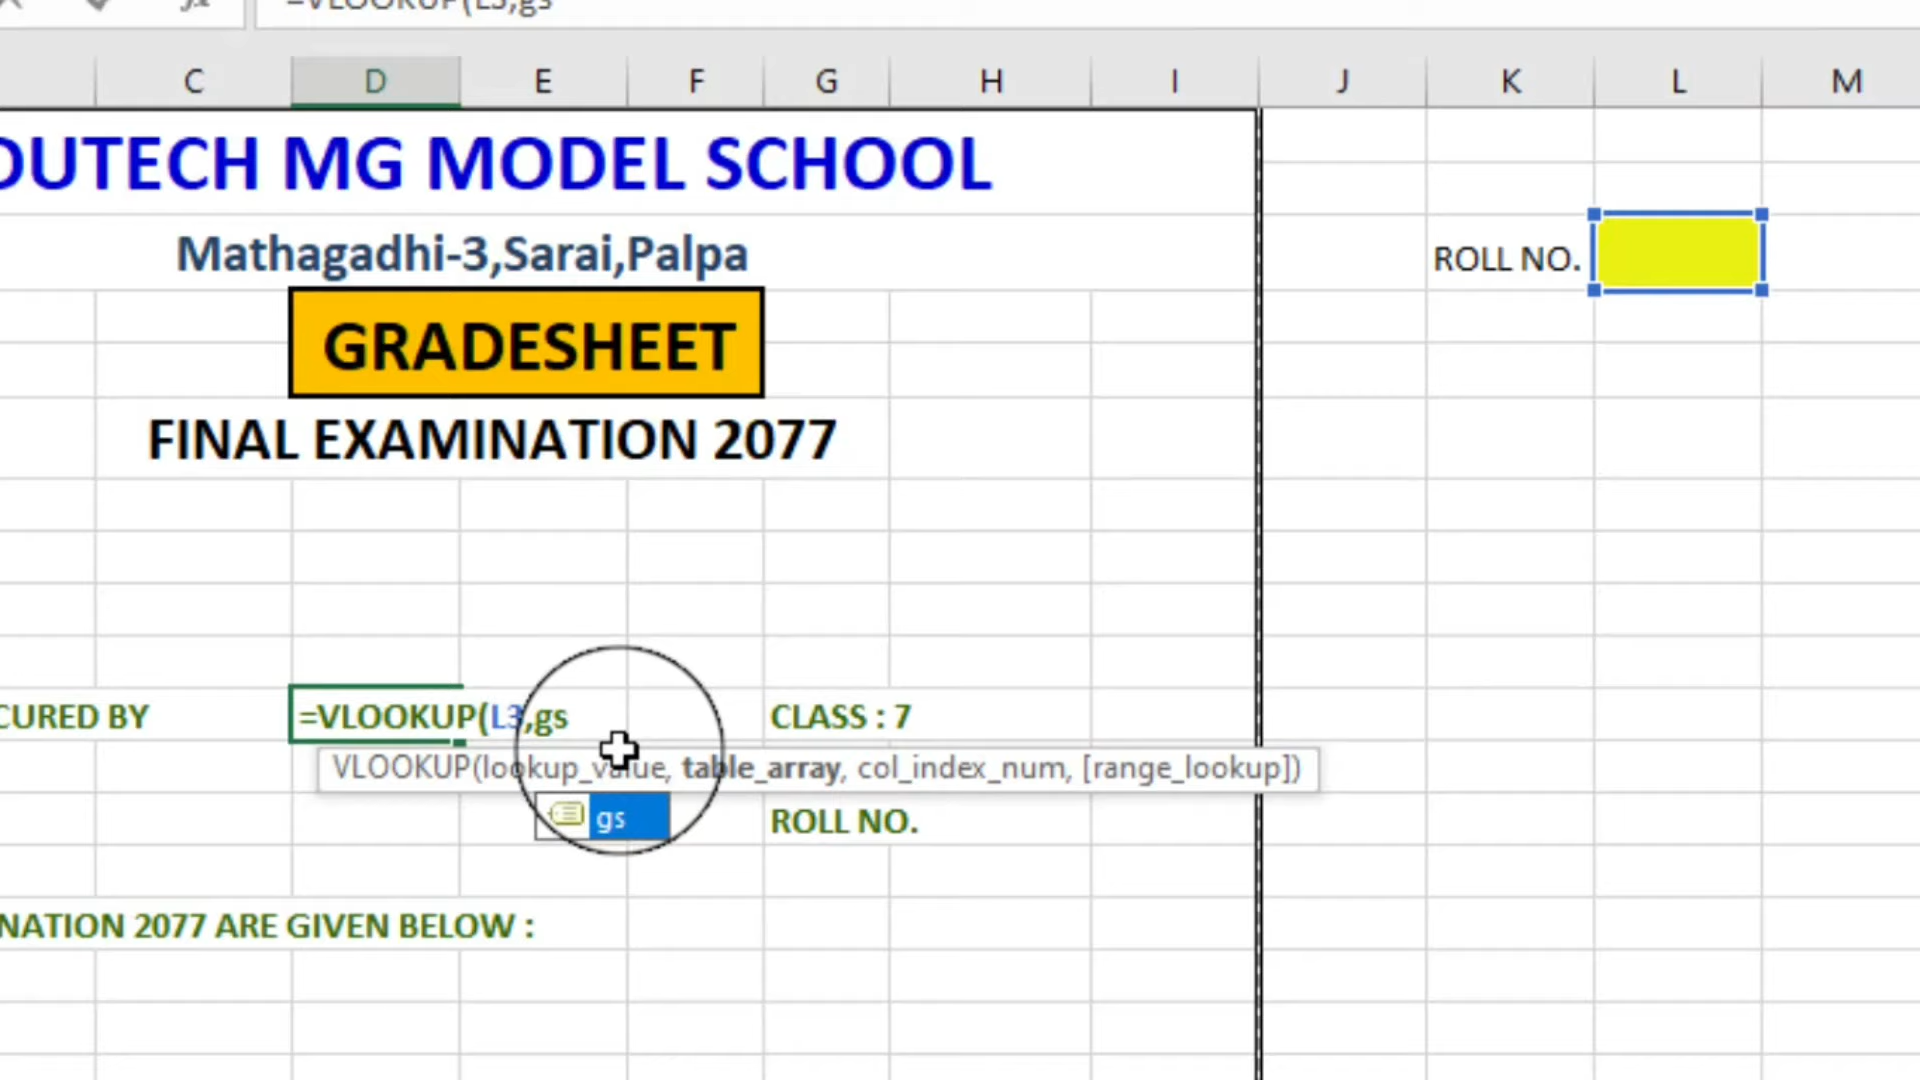 =VLOOKUP(L3,gs
C D E F G H I J K L M
DUTECH MG MODEL SCHOOL
Mathagadhi-3,Sarai,Palpa
ROLL NO.
GRADESHEET
FINAL EXAMINATION 2077
CURED BY =VLOOKUP(L3,gs CLASS : 7
VLOOKUP(lookup_value, table_array, col_index_num, [range_lookup])
gs ROLL NO.
NATION 2077 ARE GIVEN BELOW :